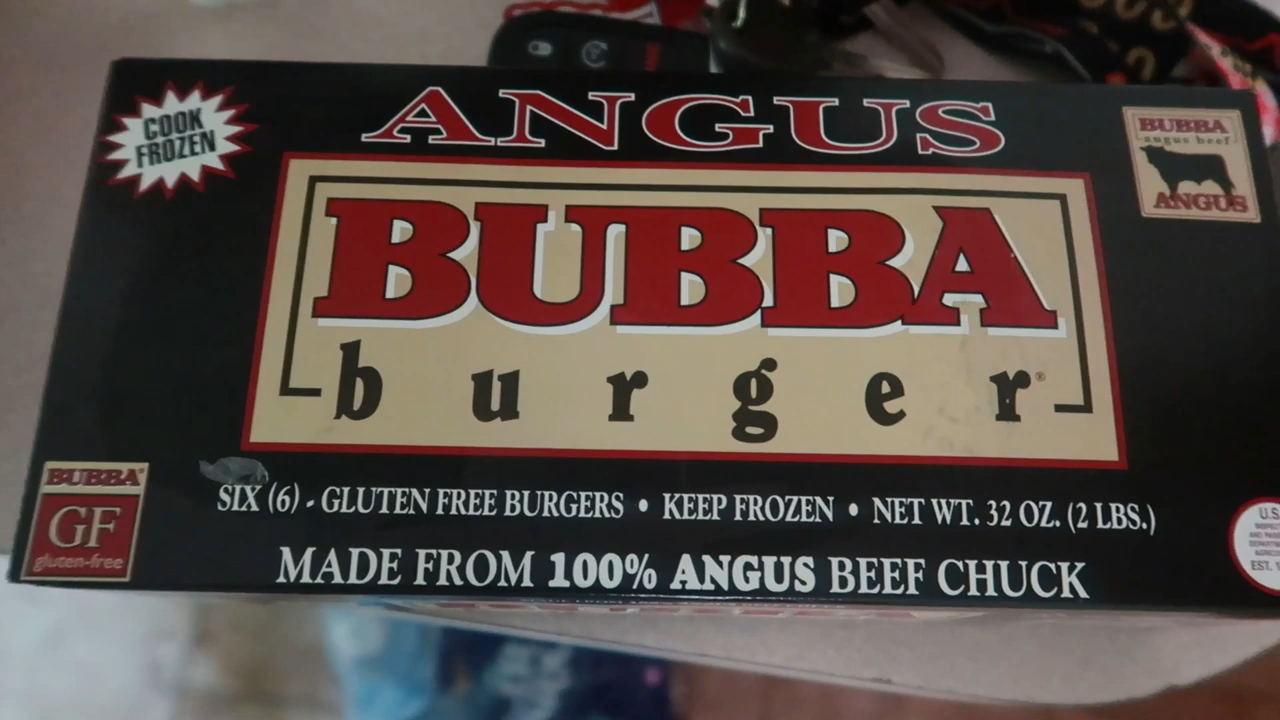 COOK
FROZEN
ANGUS
BUBBA
angus beef
ANGUS
BUBBA
burger®
BUBBA®
GF
gluten-free
SIX (6) - GLUTEN FREE BURGERS • KEEP FROZEN • NET WT. 32 OZ. (2 LBS.)
MADE FROM 100% ANGUS BEEF CHUCK
U.S.
EST.